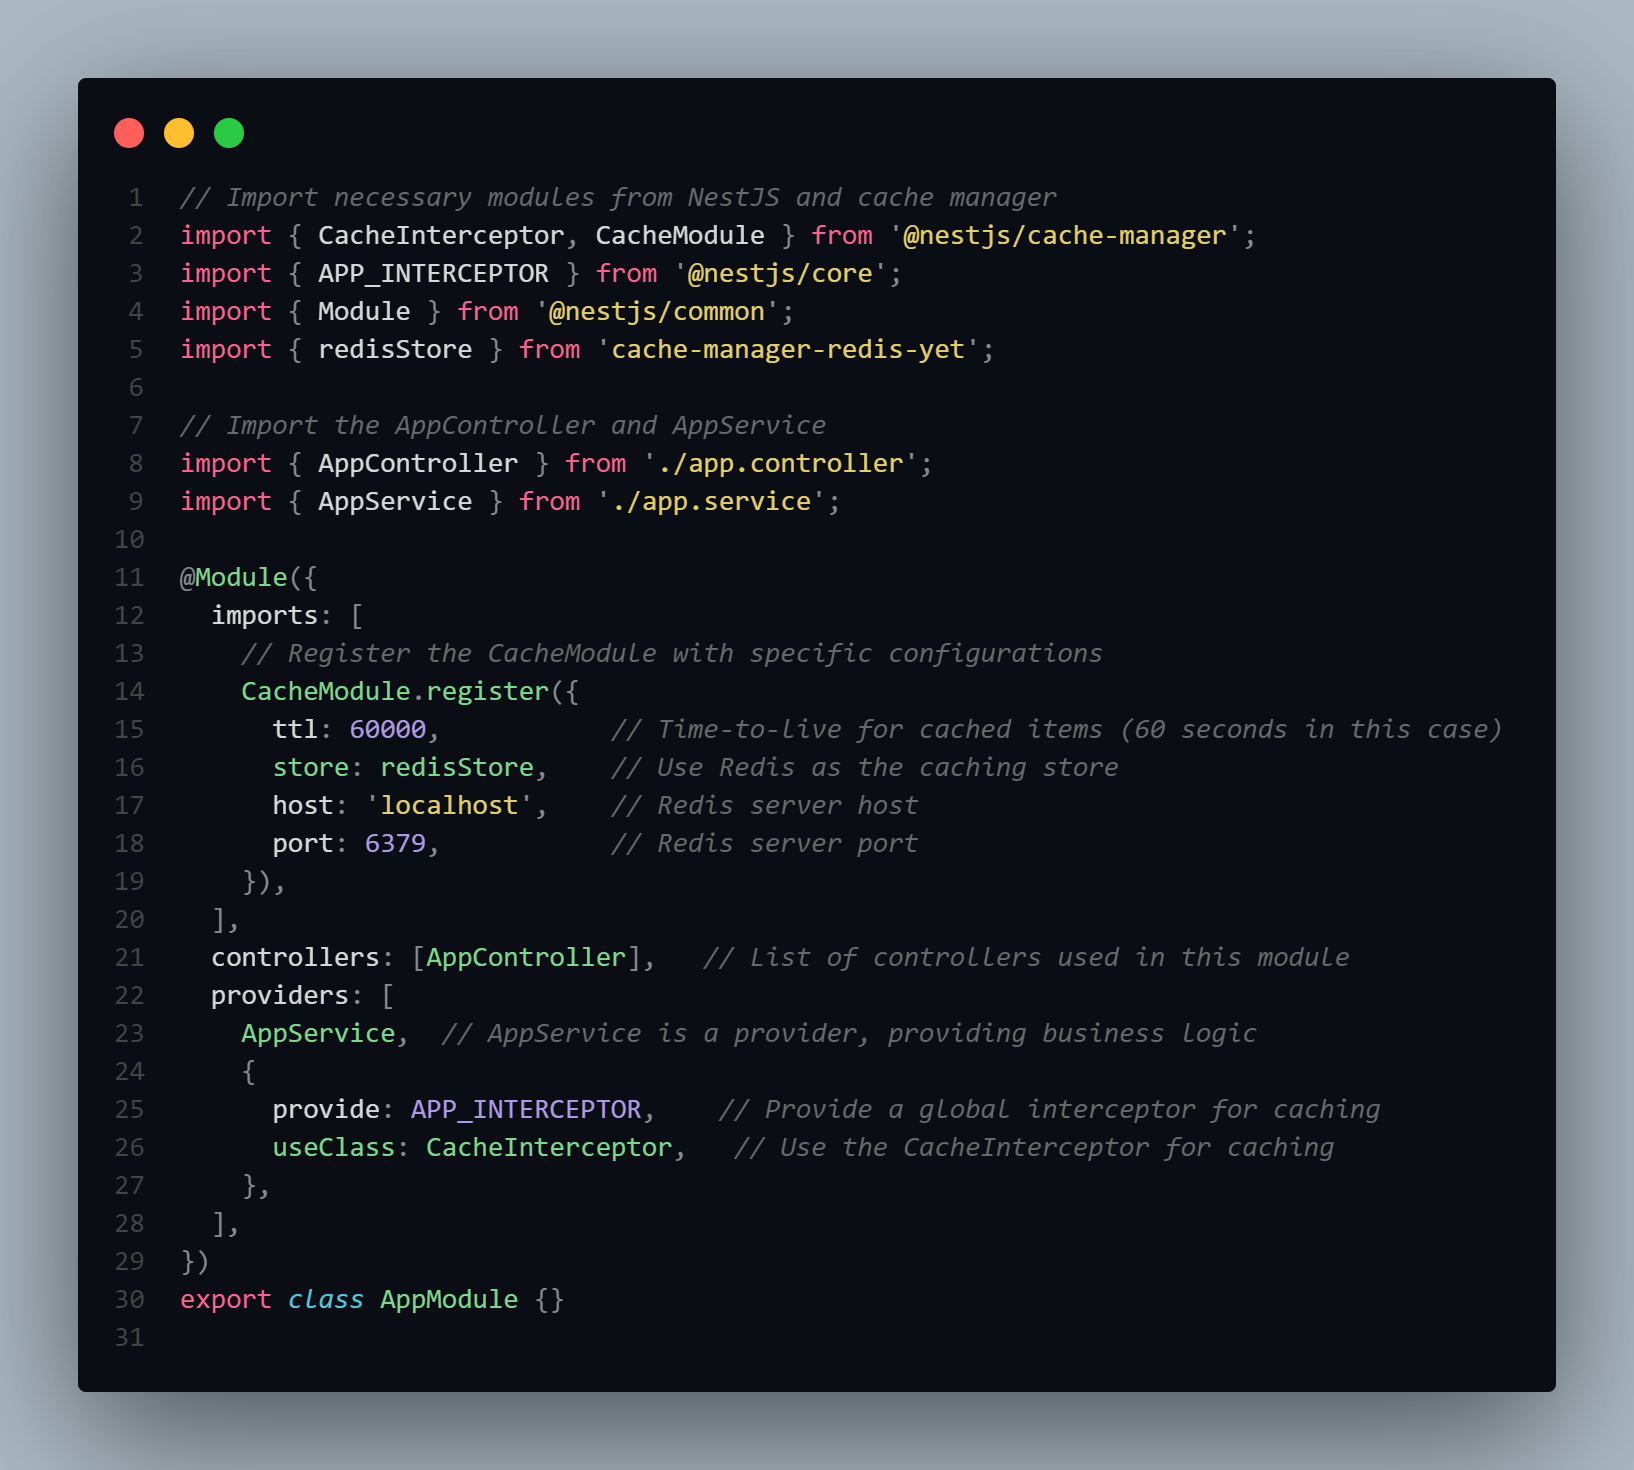 1 // Import necessary modules from NestJS and cache manager
2 import { CacheInterceptor, CacheModule } from '@nestjs/cache-manager';
3 import { APP_INTERCEPTOR } from '@nestjs/core';
4 import { Module } from '@nestjs/common';
5 import { redisStore } from 'cache-manager-redis-yet';
6
7 // Import the AppController and AppService
8 import { AppController } from './app.controller';
9 import { AppService } from './app.service';
10
11 @Module({
12   imports: [
13     // Register the CacheModule with specific configurations
14     CacheModule.register({
15       ttl: 60000,           // Time-to-live for cached items (60 seconds in this case)
16       store: redisStore,    // Use Redis as the caching store
17       host: 'localhost',    // Redis server host
18       port: 6379,           // Redis server port
19     }),
20   ],
21   controllers: [AppController],   // List of controllers used in this module
22   providers: [
23     AppService,  // AppService is a provider, providing business logic
24     {
25       provide: APP_INTERCEPTOR,    // Provide a global interceptor for caching
26       useClass: CacheInterceptor,   // Use the CacheInterceptor for caching
27     },
28   ],
29 })
30 export class AppModule {}
31